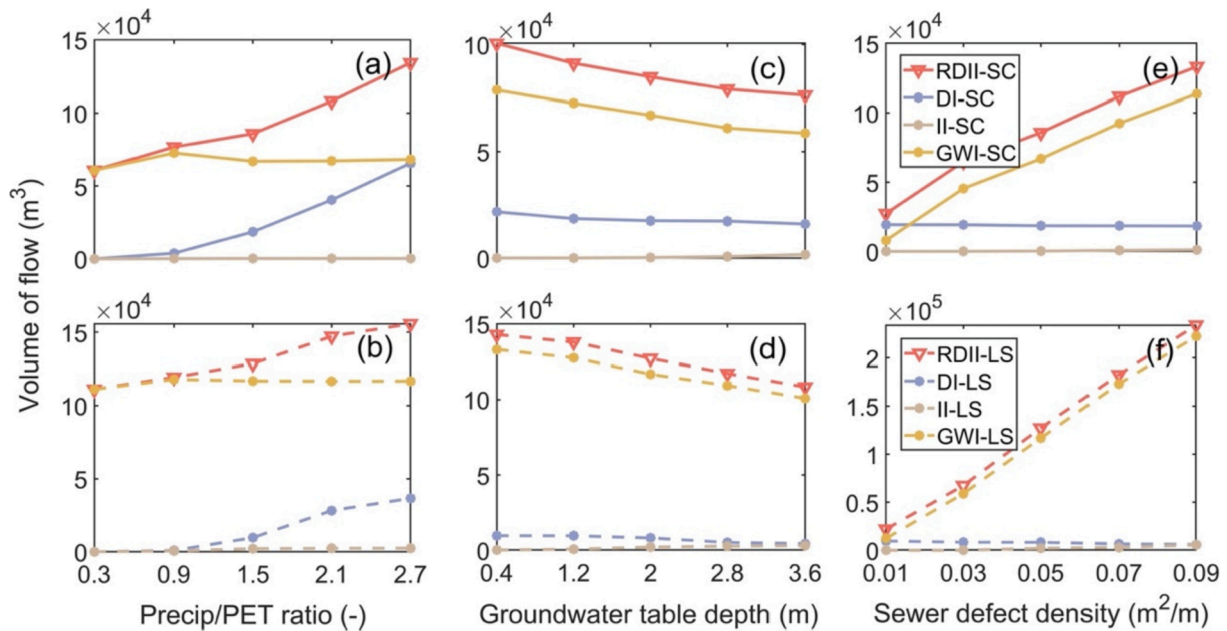 ×10⁴
15
10
5
0
(a)
×10⁴
10
5
0
(c)
×10⁴
15
10
5
0
(e)
RDII-SC
DI-SC
II-SC
GWI-SC
Volume of flow (m³)
×10⁴
15
10
5
0
(b)
0.3 0.9 1.5 2.1 2.7
Precip/PET ratio (-)
×10⁴
15
10
5
0
(d)
0.4 1.2 2 2.8 3.6
Groundwater table depth (m)
×10⁵
2
1.5
1
0.5
0
(f)
RDII-LS
DI-LS
II-LS
GWI-LS
0.01 0.03 0.05 0.07 0.09
Sewer defect density (m²/m)